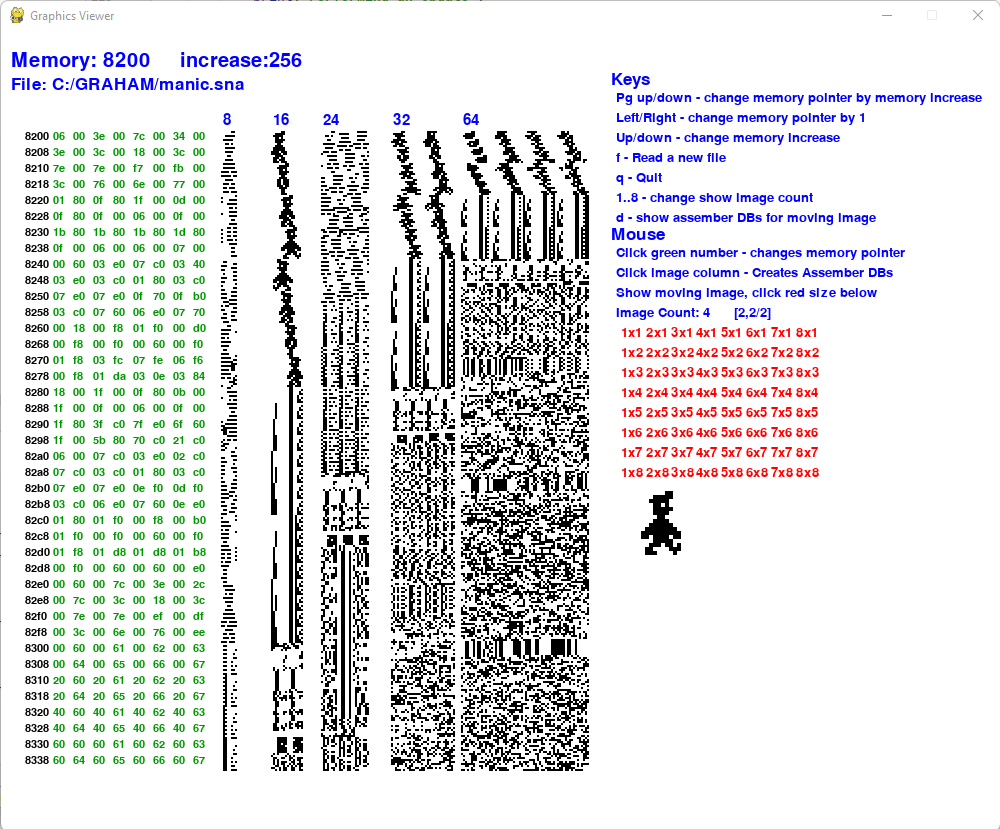 Graphics Viewer
Memory: 8200 increase:256
File: C:/GRAHAM/manic.sna
8 16 24 32 64
8200 06 00 3e 00 7c 00 34 00
8208 3e 00 3c 00 18 00 3c 00
8210 7e 00 7e 00 f7 00 fb 00
8218 3c 00 76 00 6e 00 77 00
8220 01 80 0f 80 1f 00 0d 00
8228 0f 80 0f 00 06 00 0f 00
8230 1b 80 1b 80 1b 80 1d 80
8238 0f 00 06 00 06 00 07 00
8240 00 60 03 e0 07 c0 03 40
8248 03 e0 03 c0 01 80 03 c0
8250 07 e0 07 e0 0f 70 0f b0
8258 03 c0 07 60 06 e0 07 70
8260 00 18 00 f8 01 f0 00 d0
8268 00 f8 00 f0 00 60 00 f0
8270 01 f8 03 fc 07 fe 06 f6
8278 00 f8 01 da 03 0e 03 84
8280 18 00 1f 00 0f 80 0b 00
8288 1f 00 0f 00 06 00 0f 00
8290 1f 80 3f c0 7f e0 6f 60
8298 1f 00 5b 80 70 c0 21 c0
82a0 06 00 07 c0 03 e0 02 c0
82a8 07 c0 03 c0 01 80 03 c0
82b0 07 e0 07 e0 0e f0 0d f0
82b8 03 c0 06 e0 07 60 0e e0
82c0 01 80 01 f0 00 f8 00 b0
82c8 01 f0 00 f0 00 60 00 f0
82d0 01 f8 01 d8 01 d8 01 b8
82d8 00 f0 00 60 00 60 00 e0
82e0 00 60 00 7c 00 3e 00 2c
82e8 00 7c 00 3c 00 18 00 3c
82f0 00 7e 00 7e 00 ef 00 df
82f8 00 3c 00 6e 00 76 00 ee
8300 00 60 00 61 00 62 00 63
8308 00 64 00 65 00 66 00 67
8310 20 60 20 61 20 62 20 63
8318 20 64 20 65 20 66 20 67
8320 40 60 40 61 40 62 40 63
8328 40 64 40 65 40 66 40 67
8330 60 60 60 61 60 62 60 63
8338 60 64 60 65 60 66 60 67
Keys
Pg up/down - change memory pointer by memory increase
Left/Right - change memory pointer by 1
Up/down - change memory increase
f - Read a new file
q - Quit
1..8 - change show image count
d - show assember DBs for moving image
Mouse
Click green number - changes memory pointer
Click image column - Creates Assember DBs
Show moving image, click red size below
Image Count: 4 [2,2/2]
1x1 2x1 3x1 4x1 5x1 6x1 7x1 8x1
1x2 2x2 3x2 4x2 5x2 6x2 7x2 8x2
1x3 2x3 3x3 4x3 5x3 6x3 7x3 8x3
1x4 2x4 3x4 4x4 5x4 6x4 7x4 8x4
1x5 2x5 3x5 4x5 5x5 6x5 7x5 8x5
1x6 2x6 3x6 4x6 5x6 6x6 7x6 8x6
1x7 2x7 3x7 4x7 5x7 6x7 7x7 8x7
1x8 2x8 3x8 4x8 5x8 6x8 7x8 8x8